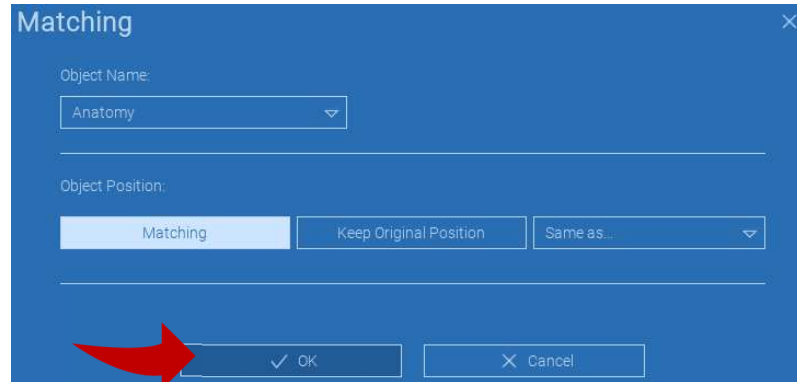 Matching
Object Name:
Anatomy
Object Position:
Matching Keep Original Position Same as...
OK Cancel